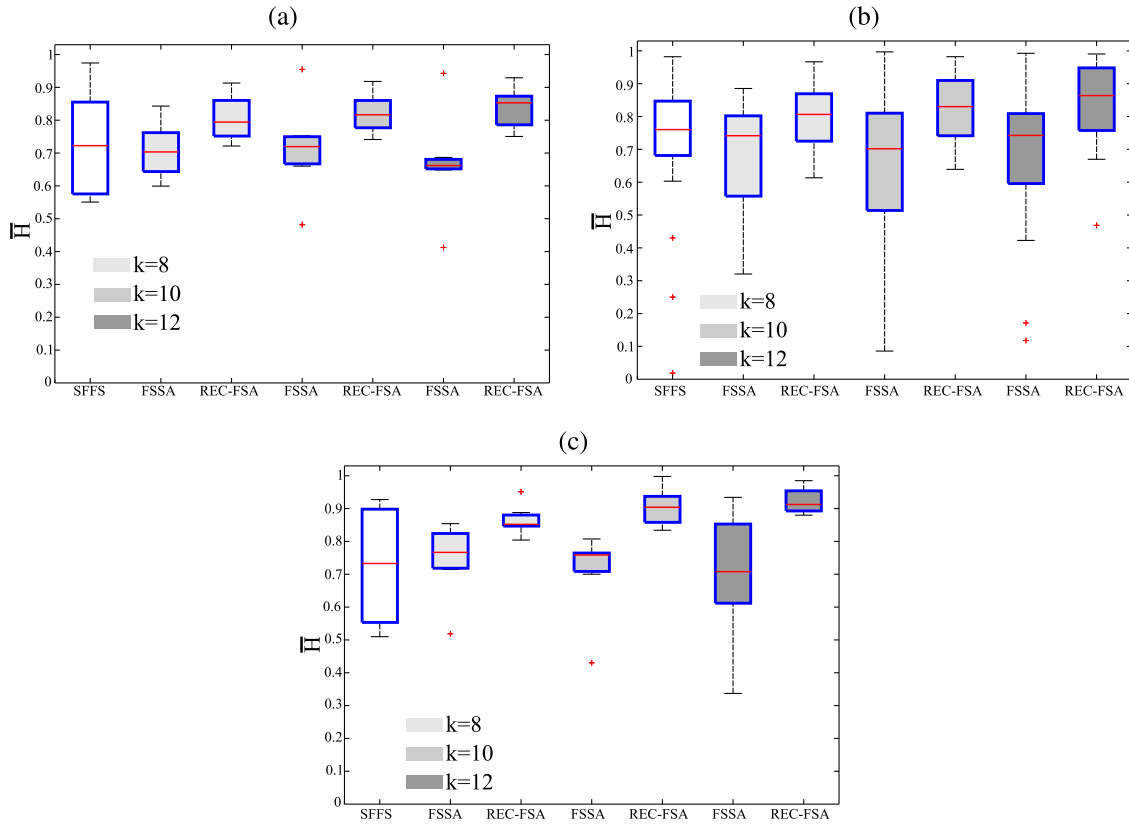 (a)
1
0.9
0.8
0.7
0.6
0.5
0.4
0.3
0.2
0.1
0
H̅
k=8
k=10
k=12
SFFS FSSA REC-FSA FSSA REC-FSA FSSA REC-FSA
(b)
1
0.9
0.8
0.7
0.6
0.5
0.4
0.3
0.2
0.1
0
H̅
k=8
k=10
k=12
SFFS FSSA REC-FSA FSSA REC-FSA FSSA REC-FSA
(c)
1
0.9
0.8
0.7
0.6
0.5
0.4
0.3
0.2
0.1
0
H̅
k=8
k=10
k=12
SFFS FSSA REC-FSA FSSA REC-FSA FSSA REC-FSA